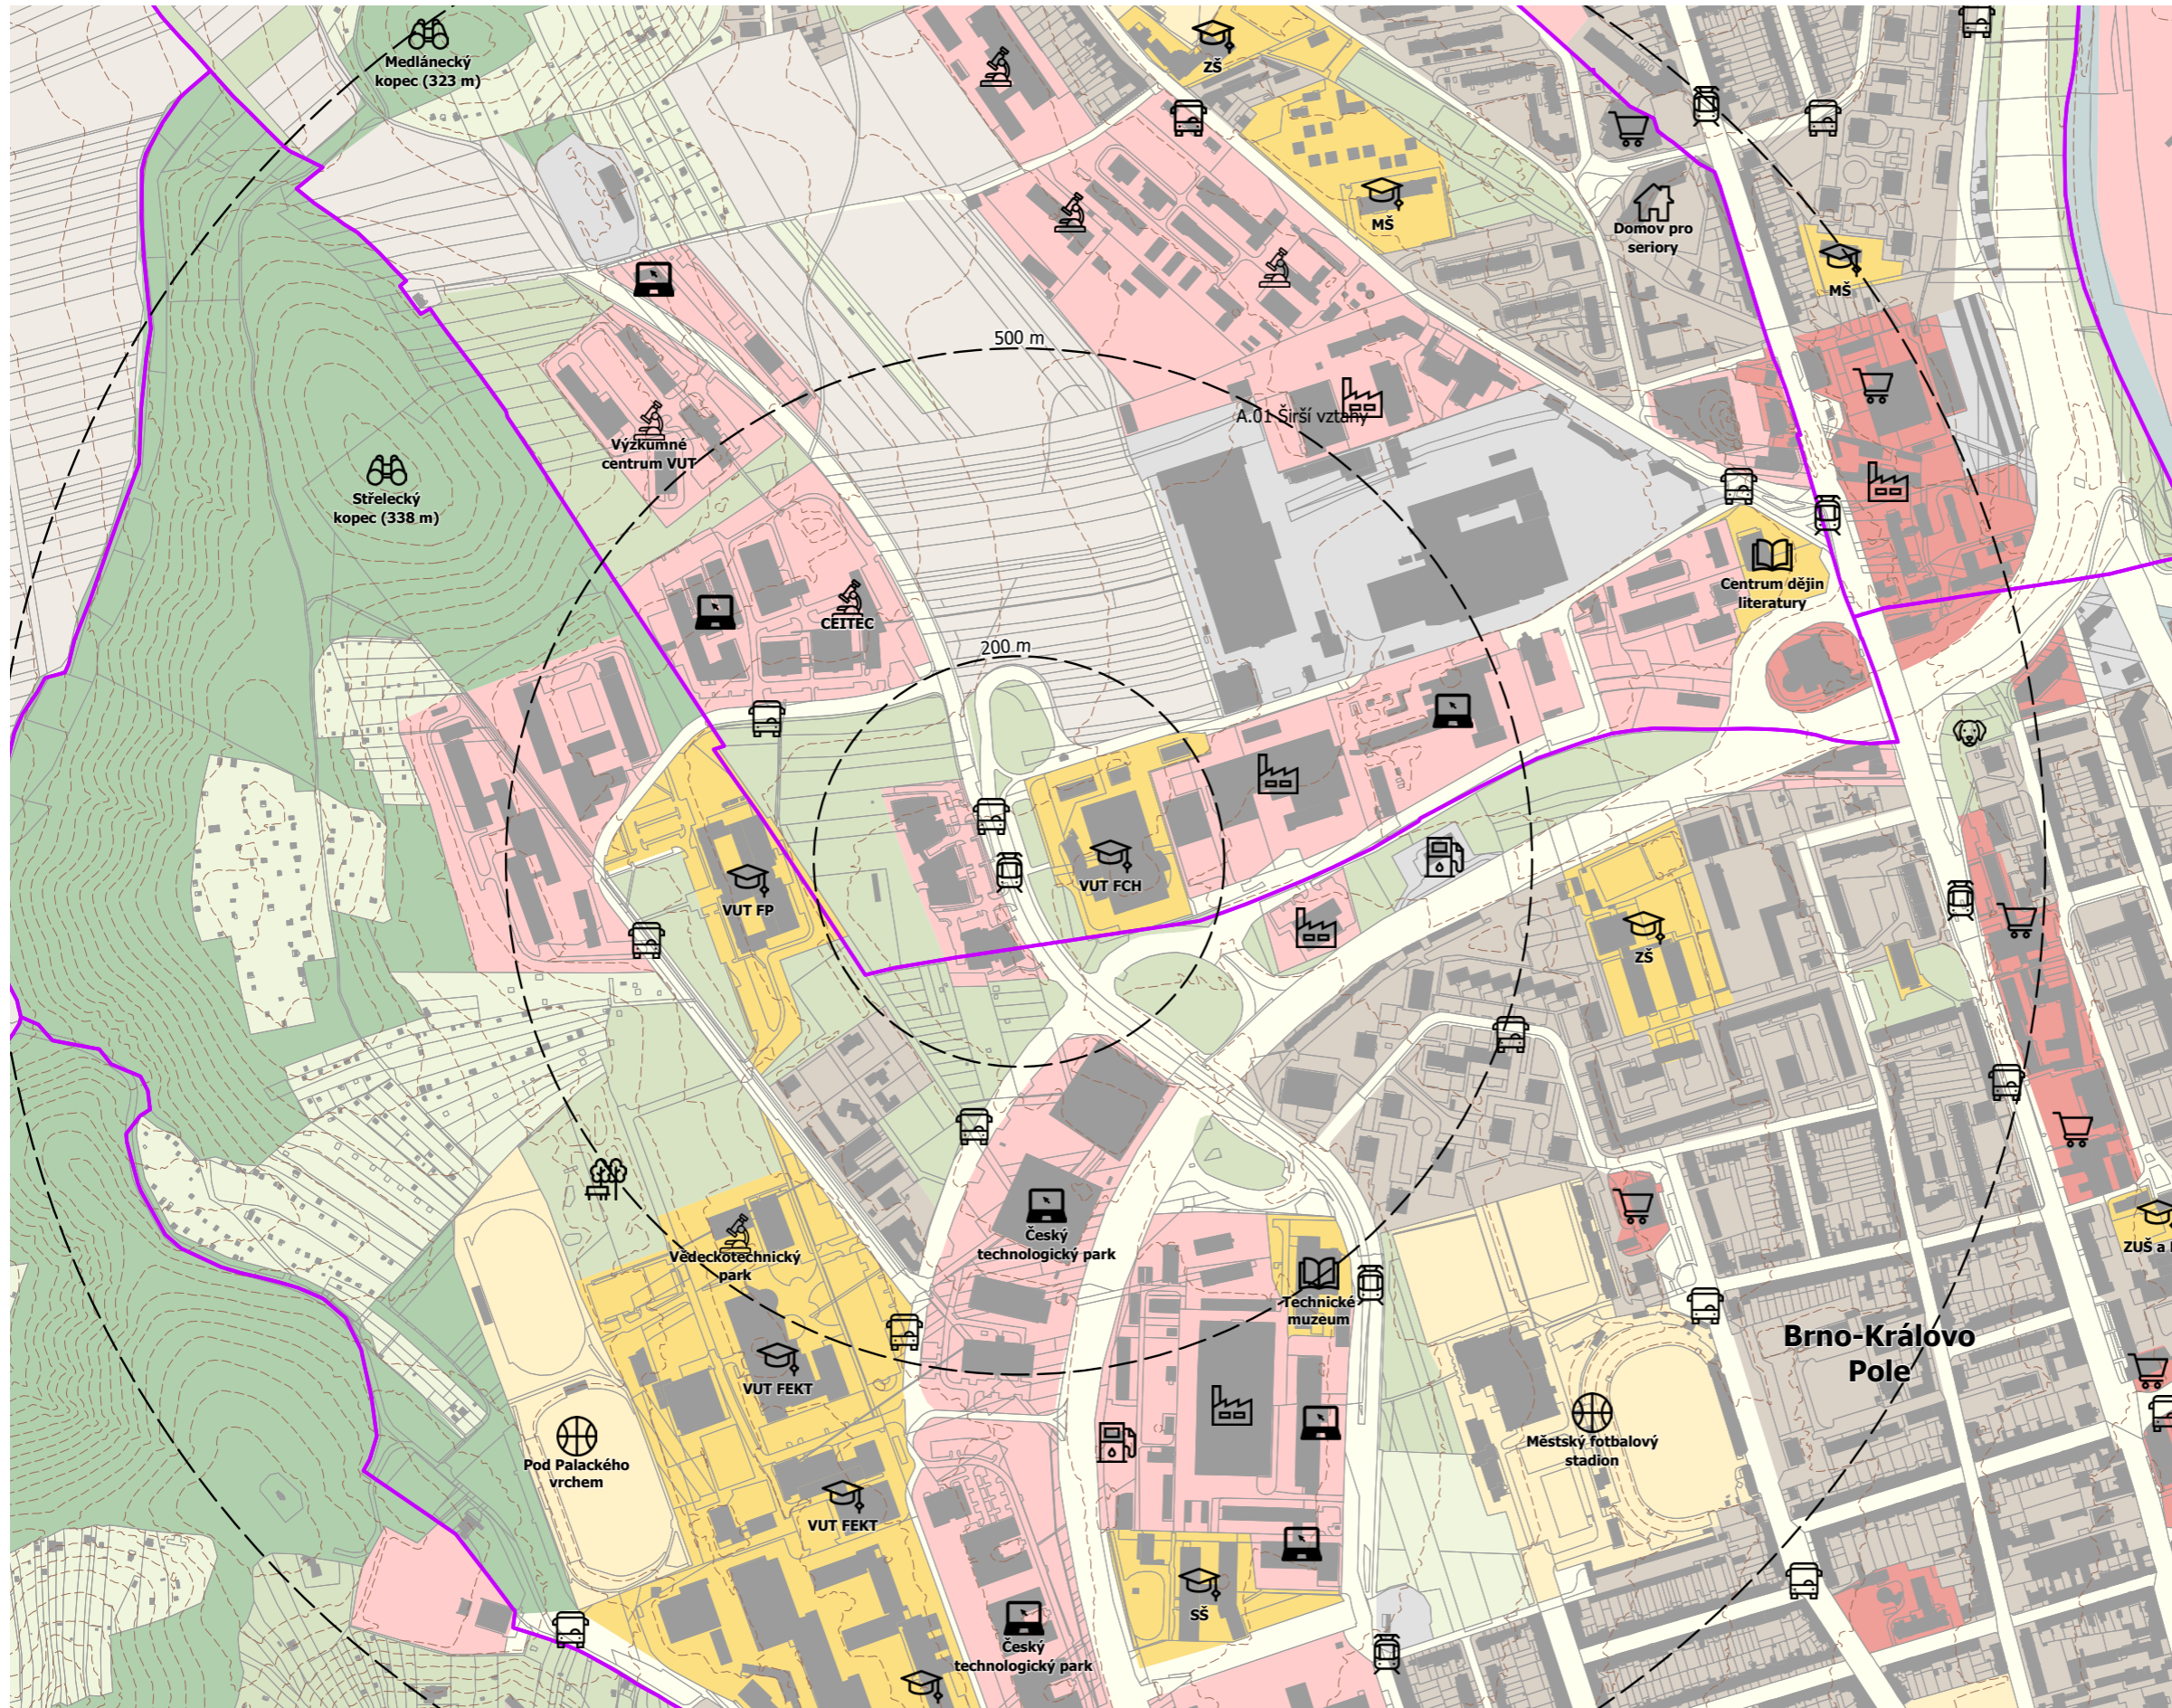 Medlánecký
kopec (323 m)
ZŠ
MŠ
Domov pro
seriory
MŠ
500 m
A.01 Širší vztahy
Výzkumné
centrum VUT
Střelecký
kopec (338 m)
Centrum dějin
literatury
CEITEC
200 m
VUT FCH
VUT FP
ZŠ
Český
technologický park
ZUŠ a
Vědeckotechnický
park
Technické
muzeum
Brno-Královo
Pole
VUT FEKT
Městský fotbalový
stadion
Pod Palackého
vrchem
VUT FEKT
SŠ
Český
technologický park